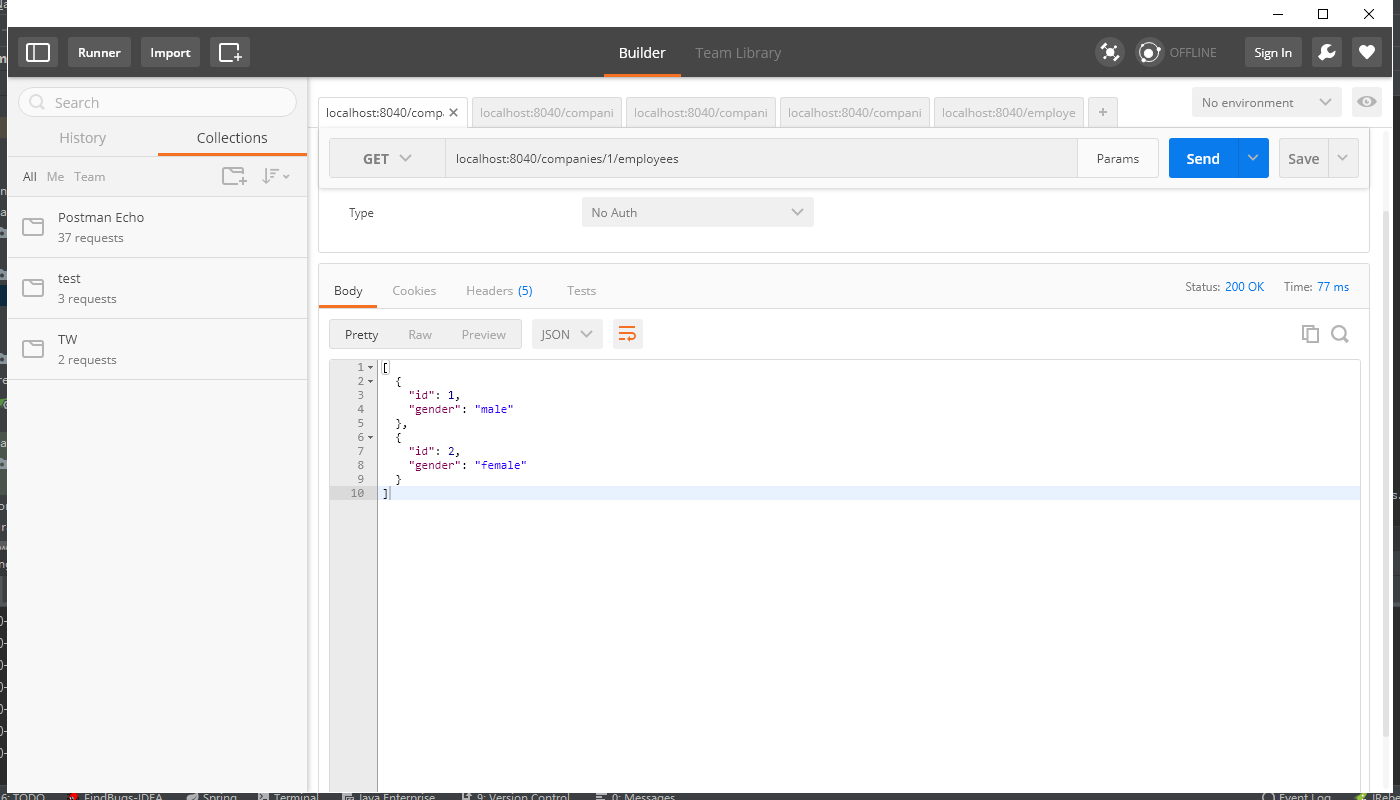 Runner Import Builder Team Library OFFLINE Sign In
Search
History Collections
All Me Team
Postman Echo
37 requests
test
3 requests
TW
2 requests
localhost:8040/comp
localhost:8040/compani
localhost:8040/compani
localhost:8040/compani
localhost:8040/employe
+
No environment
GET localhost:8040/companies/1/employees Params Send Save
Type No Auth
Body Cookies Headers (5) Tests Status: 200 OK Time: 77 ms
Pretty Raw Preview JSON
1 [
2 {
3 "id": 1,
4 "gender": "male"
5 },
6 {
7 "id": 2,
8 "gender": "female"
9 }
10 ]
6: TODO FindBugs-IDEA Spring Terminal Java Enterprise 9: Version Control 0: Messages Event Log